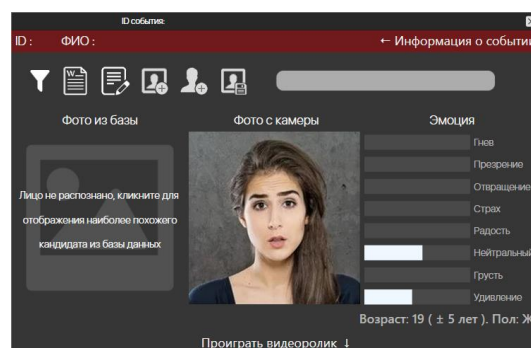 ID события:
ID : ФИО : ← Информация о событи
Фото из базы Фото с камеры Эмоция
Гнев
Презрение
Отвращение
Лицо не распознано, кликните для
отображения наиболее похожего
кандидата из базы данных
Страх
Радость
Нейтральный
Грусть
Удивление
Возраст: 19 ( ± 5 лет ). Пол: Ж
Проиграть видеоролик ↓